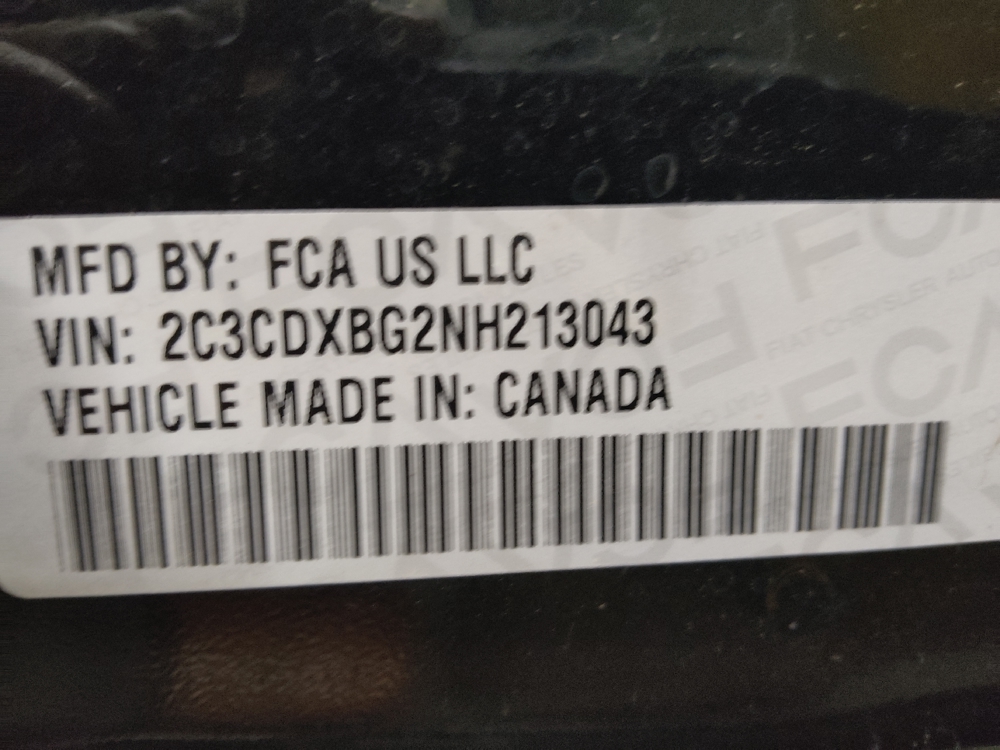 MFD BY: FCA US LLC
VIN: 2C3CDXBG2NH213043
VEHICLE MADE IN: CANADA